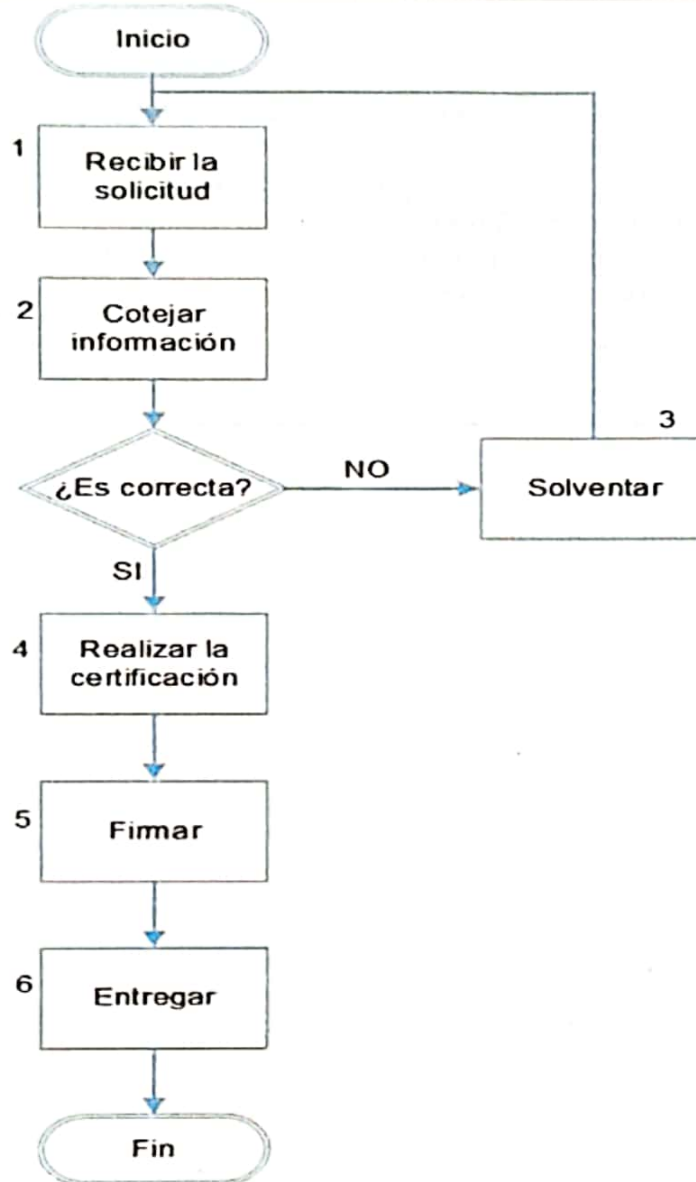 Inicio
1
Recibir la
solicitud
2
Cotejar
información
¿Es correcta?
NO
3
Solventar
SI
4
Realizar la
certificación
5
Firmar
6
Entregar
Fin